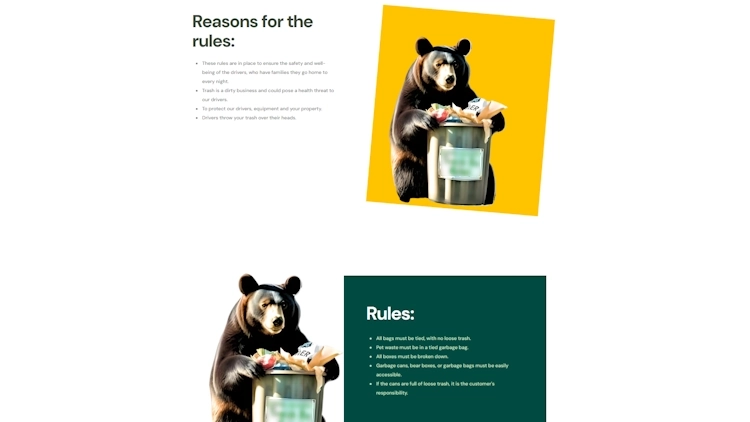 Reasons for the
rules:
These rules are in place to ensure the safety and well-
being of the drivers, who have families they go home to
every night.
Trash is a dirty business and could pose a health threat to
our drivers.
To protect our drivers, equipment and your property.
Drivers throw your trash over their heads.
Rules:
All bags must be tied, with no loose trash.
Pet waste must be in a tied garbage bag.
All boxes must be broken down.
Garbage cans, bear boxes, or garbage bags must be easily
accessible.
If the cans are full of loose trash, it is the customer's
responsibility.